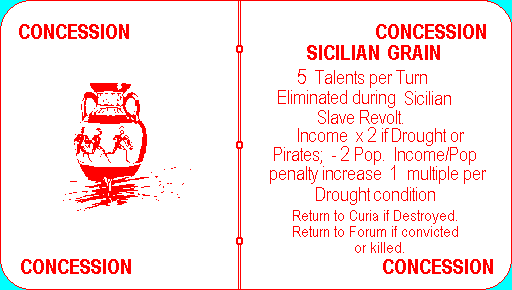 CONCESSION
CONCESSION
CONCESSION
SICILIAN GRAIN
5 Talents per Turn
Eliminated during Sicilian
Slave Revolt.
Income x 2 if Drought or
Pirates; - 2 Pop. Income/Pop
penalty increase 1 multiple per
Drought condition
Return to Curia if Destroyed.
Return to Forum if convicted
or killed.
CONCESSION